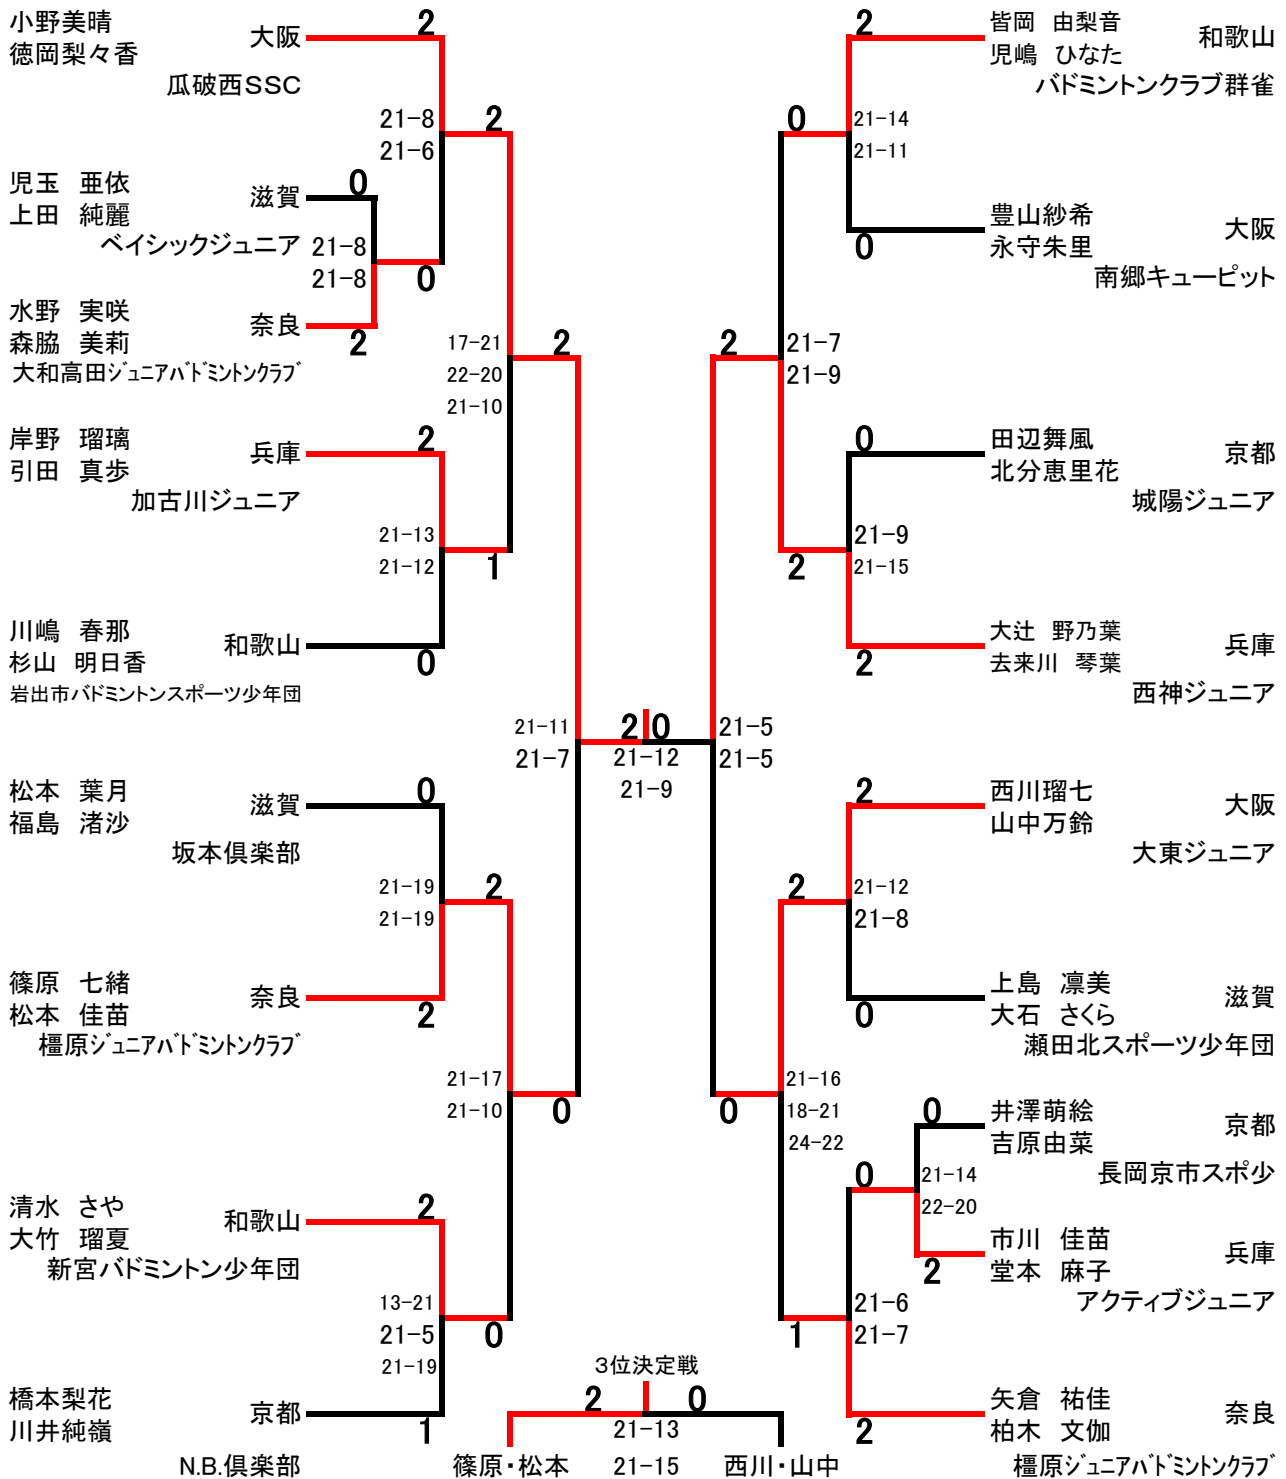 小野美晴
徳岡梨々香
大阪
瓜破西SSC
2
21-8
21-6
2
児玉　亜依
上田　純麗
滋賀
ベイシックジュニア
0
21-8
21-8
0
水野　実咲
森脇　美莉
奈良
大和高田ｼﾞｭﾆｱﾊﾞﾄﾞﾐﾝﾄﾝｸﾗﾌﾞ
2
17-21
22-20
21-10
2
岸野　瑠璃
引田　真歩
兵庫
加古川ジュニア
2
21-13
21-12
1
川嶋　春那
杉山　明日香
和歌山
岩出市バドミントンスポーツ少年団
0
21-11
21-7
松本　葉月
福島　渚沙
滋賀
坂本倶楽部
0
21-19
21-19
2
篠原　七緒
松本　佳苗
奈良
橿原ｼﾞｭﾆｱﾊﾞﾄﾞﾐﾝﾄﾝｸﾗﾌﾞ
2
21-17
21-10
0
清水　さや
大竹　瑠夏
和歌山
新宮バドミントン少年団
2
13-21
21-5
21-19
0
橋本梨花
川井純嶺
京都
N.B.倶楽部
1
2 0
21-12
21-9
3位決定戦
2 0
21-13
21-15
篠原・松本
西川・山中
皆岡　由梨音
児嶋　ひなた
和歌山
バドミントンクラブ群雀
2
0
21-14
21-11
豊山紗希
永守朱里
大阪
南郷キューピット
0
2
21-7
21-9
田辺舞風
北分恵里花
京都
城陽ジュニア
0
21-9
21-15
2
大辻　野乃葉
去来川　琴葉
兵庫
西神ジュニア
2
21-5
21-5
西川瑠七
山中万鈴
大阪
大東ジュニア
2
2
21-12
21-8
上島　凛美
大石　さくら
滋賀
瀬田北スポーツ少年団
0
21-16
18-21
24-22
0
井澤萌絵
吉原由菜
京都
長岡京市スポ少
0
0
21-14
22-20
市川　佳苗
堂本　麻子
兵庫
アクティブジュニア
2
21-6
21-7
1
矢倉　祐佳
柏木　文伽
奈良
橿原ｼﾞｭﾆｱﾊﾞﾄﾞﾐﾝﾄﾝｸﾗﾌﾞ
2